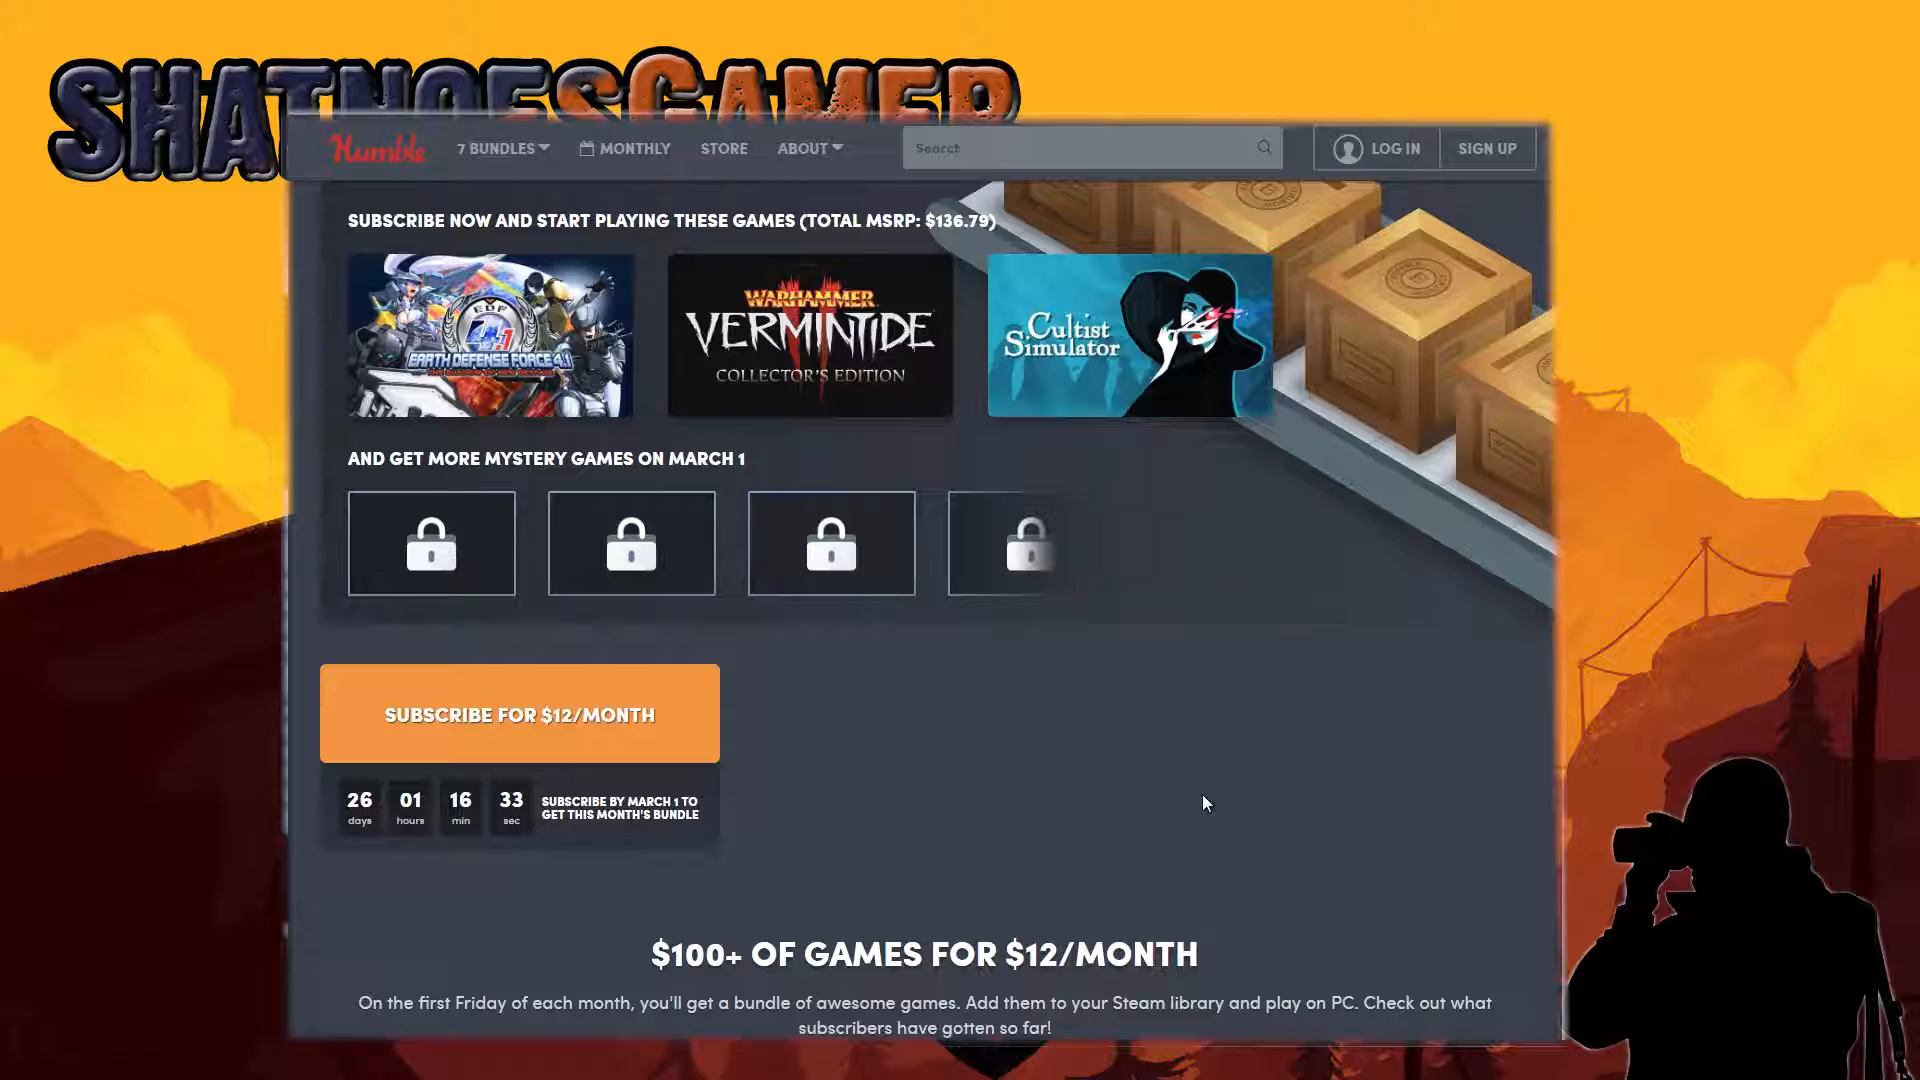 SHATNOESGAMER
Humble
7 BUNDLES
MONTHLY
STORE
ABOUT
Search
LOG IN
SIGN UP
SUBSCRIBE NOW AND START PLAYING THESE GAMES (TOTAL MSRP: $136.79)
EDF
4.1
EARTH DEFENSE FORCE 4.1
WARHAMMER
VERMINTIDE
II
COLLECTOR'S EDITION
Cultist
Simulator
AND GET MORE MYSTERY GAMES ON MARCH 1
SUBSCRIBE FOR $12/MONTH
26 01 16 33
days hours min sec
SUBSCRIBE BY MARCH 1 TO
GET THIS MONTH'S BUNDLE
$100+ OF GAMES FOR $12/MONTH
On the first Friday of each month, you'll get a bundle of awesome games. Add them to your Steam library and play on PC. Check out what
subscribers have gotten so far!